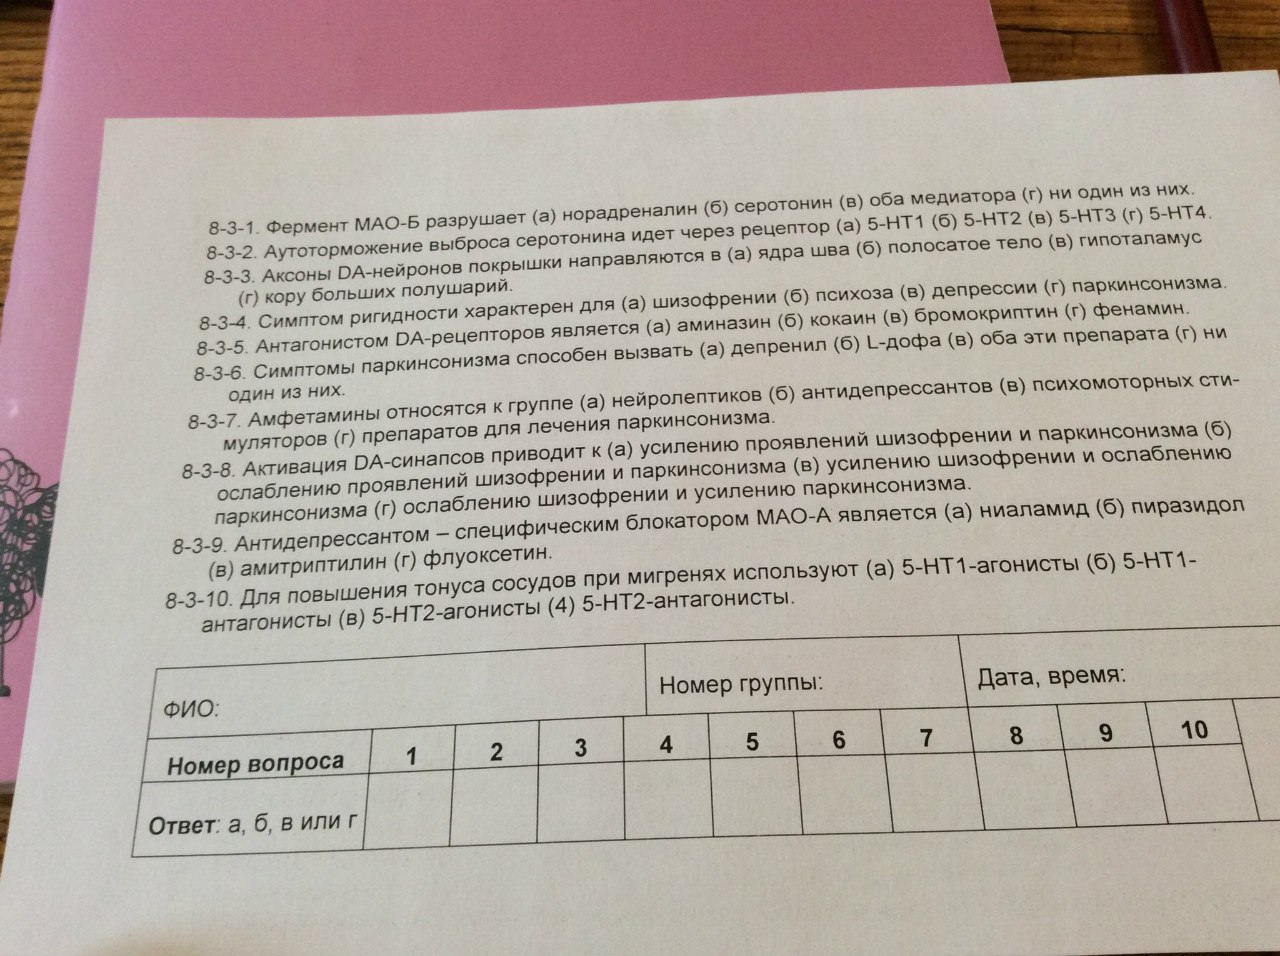 8-3-1. Фермент МАО-Б разрушает (а) норадреналин (б) серотонин (в) оба медиатора (г) ни один из них.
8-3-2. Аутоторможение выброса серотонина идет через рецептор (а) 5-НТ1 (б) 5-НТ2 (в) 5-НТ3 (г) 5-НТ4.
8-3-3. Аксоны DA-нейронов покрышки направляются в (а) ядра шва (б) полосатое тело (в) гипоталамус
(г) кору больших полушарий.
8-3-4. Симптом ригидности характерен для (а) шизофрении (б) психоза (в) депрессии (г) паркинсонизма.
8-3-5. Антагонистом DA-рецепторов является (а) аминазин (б) кокаин (в) бромокриптин (г) фенамин.
8-3-6. Симптомы паркинсонизма способен вызвать (а) депренил (б) L-дофа (в) оба эти препарата (г) ни
один из них.
8-3-7. Амфетамины относятся к группе (а) нейролептиков (б) антидепрессантов (в) психомоторных сти-
муляторов (г) препаратов для лечения паркинсонизма.
8-3-8. Активация DA-синапсов приводит к (а) усилению проявлений шизофрении и паркинсонизма (б)
ослаблению проявлений шизофрении и паркинсонизма (в) усилению шизофрении и ослаблению
паркинсонизма (г) ослаблению шизофрении и усилению паркинсонизма.
8-3-9. Антидепрессантом – специфическим блокатором МАО-А является (а) ниаламид (б) пиразидол
(в) амитриптилин (г) флуоксетин.
8-3-10. Для повышения тонуса сосудов при мигренях используют (а) 5-НТ1-агонисты (б) 5-НТ1-
антагонисты (в) 5-НТ2-агонисты (4) 5-НТ2-антагонисты.
ФИО: Номер группы: Дата, время:
Номер вопроса 1 2 3 4 5 6 7 8 9 10
Ответ: а, б, в или г